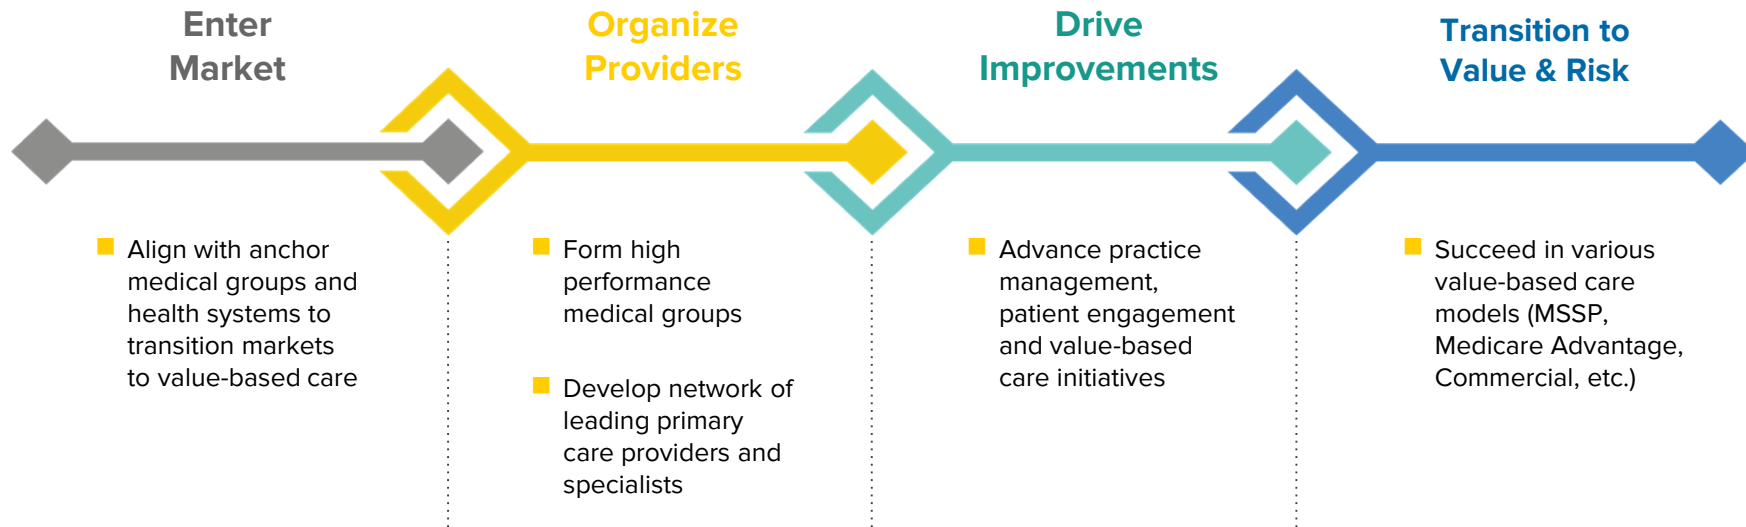 Enter
Market
Organize
Providers
Drive
Improvements
Transition to
Value & Risk
Align with anchor
medical groups and
health systems to
transition markets
to value-based care
Form high
performance
medical groups
Develop network of
leading primary
care providers and
specialists
Advance practice
management,
patient engagement
and value-based
care initiatives
Succeed in various
value-based care
models (MSSP,
Medicare Advantage,
Commercial, etc.)